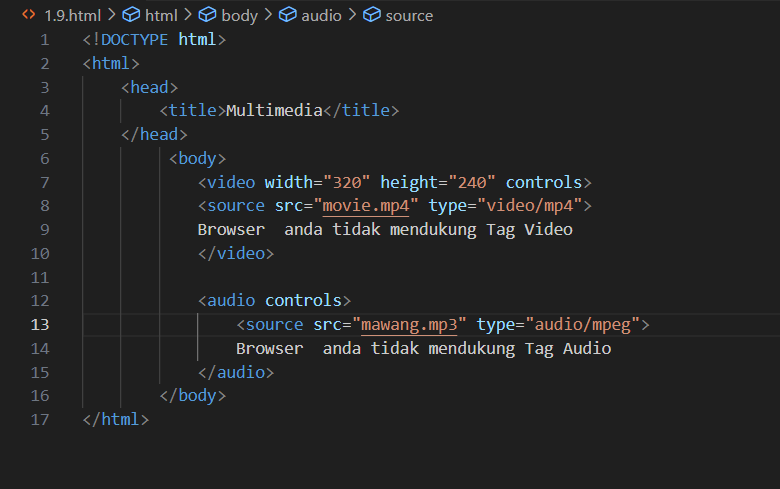 1.9.html > html > body > audio > source
1 <!DOCTYPE html>
2 <html>
3 <head>
4 <title>Multimedia</title>
5 </head>
6 <body>
7 <video width="320" height="240" controls>
8 <source src="movie.mp4" type="video/mp4">
9 Browser  anda tidak mendukung Tag Video
10 </video>
11
12 <audio controls>
13 <source src="mawang.mp3" type="audio/mpeg">
14 Browser  anda tidak mendukung Tag Audio
15 </audio>
16 </body>
17 </html>